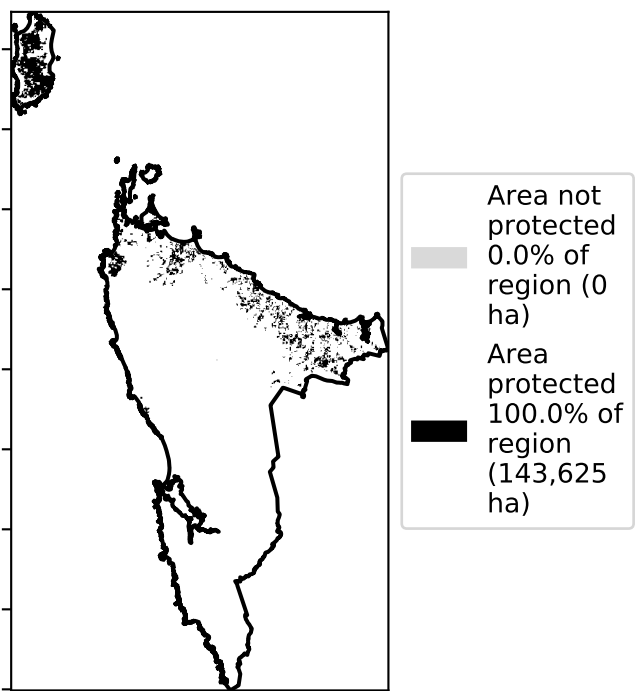 Area not
protected
0.0% of
region (0
ha)
Area
protected
100.0% of
region
(143,625
ha)